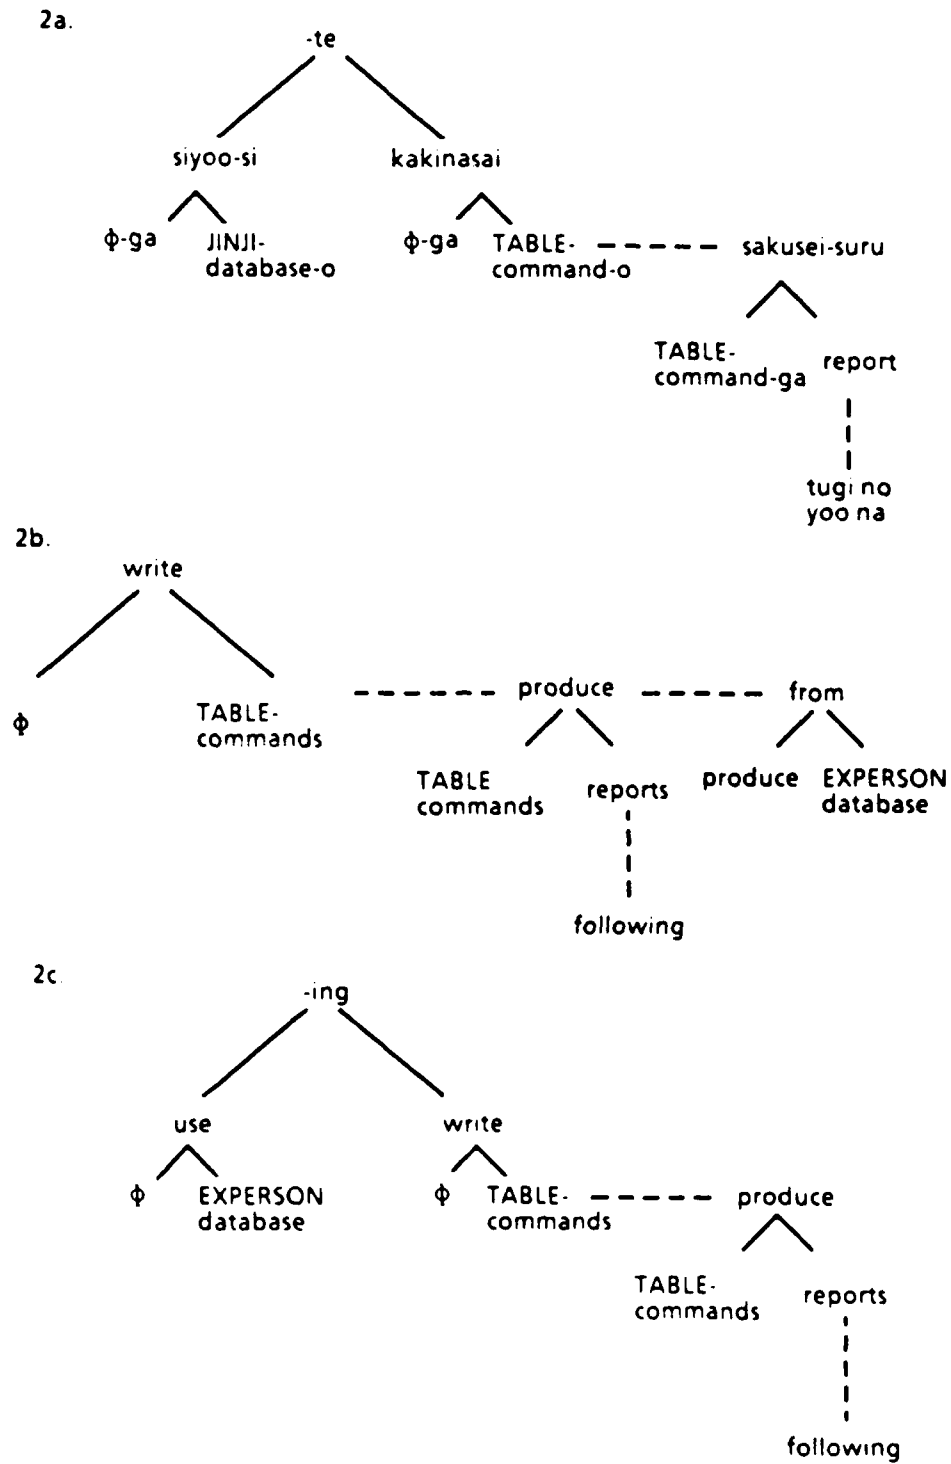 2a.
-te
siyoo-si
kakinasai
ϕ-ga
JINJI-
database-o
ϕ-ga
TABLE-
command-o
sakusei-suru
TABLE-
command-ga
report
tugi no
yoo na
2b.
write
ϕ
TABLE-
commands
produce
from
TABLE
commands
reports
produce
EXPERSON
database
following
2c.
-ing
use
write
ϕ
EXPERSON
database
ϕ
TABLE-
commands
produce
TABLE-
commands
reports
following